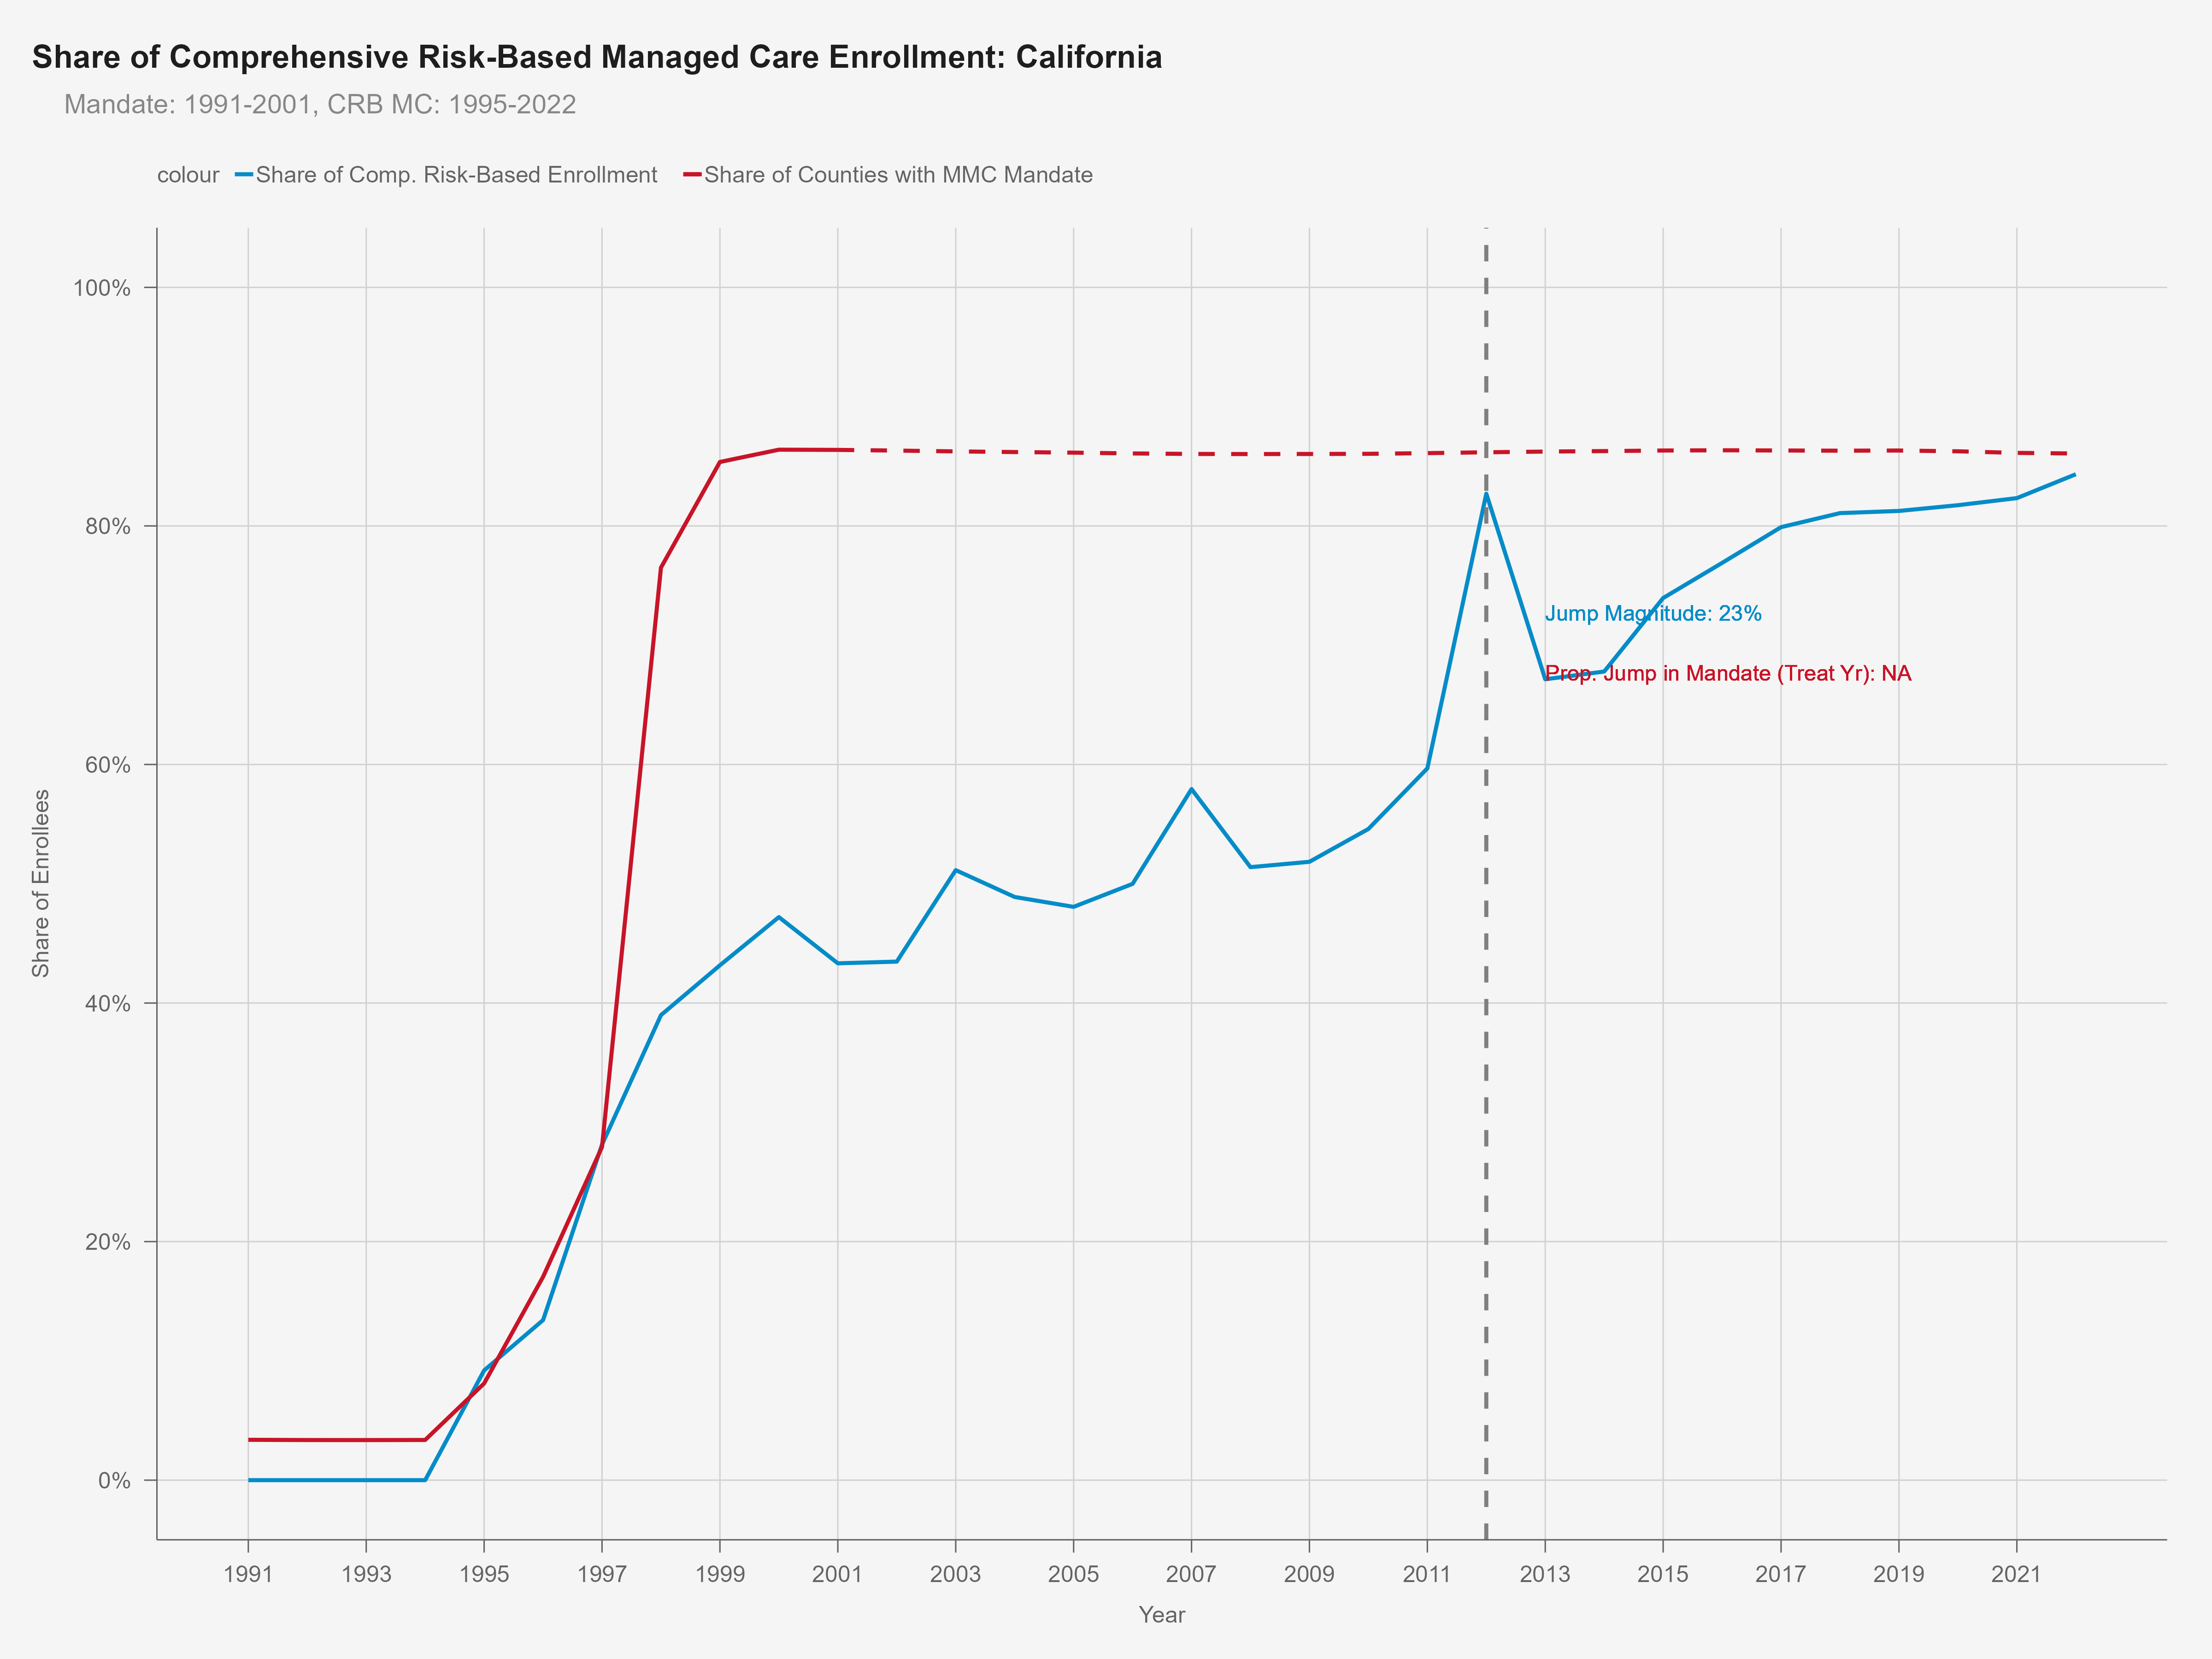 Share of Comprehensive Risk-Based Managed Care Enrollment: California
Mandate: 1991-2001, CRB MC: 1995-2022
colour Share of Comp. Risk-Based Enrollment Share of Counties with MMC Mandate
100%
80%
Jump Magnitude: 23%
Prop. Jump in Mandate (Treat Yr): NA
60%
Share of Enrollees
40%
20%
0%
1991 1993 1995 1997 1999 2001 2003 2005 2007 2009 2011 2013 2015 2017 2019 2021
Year